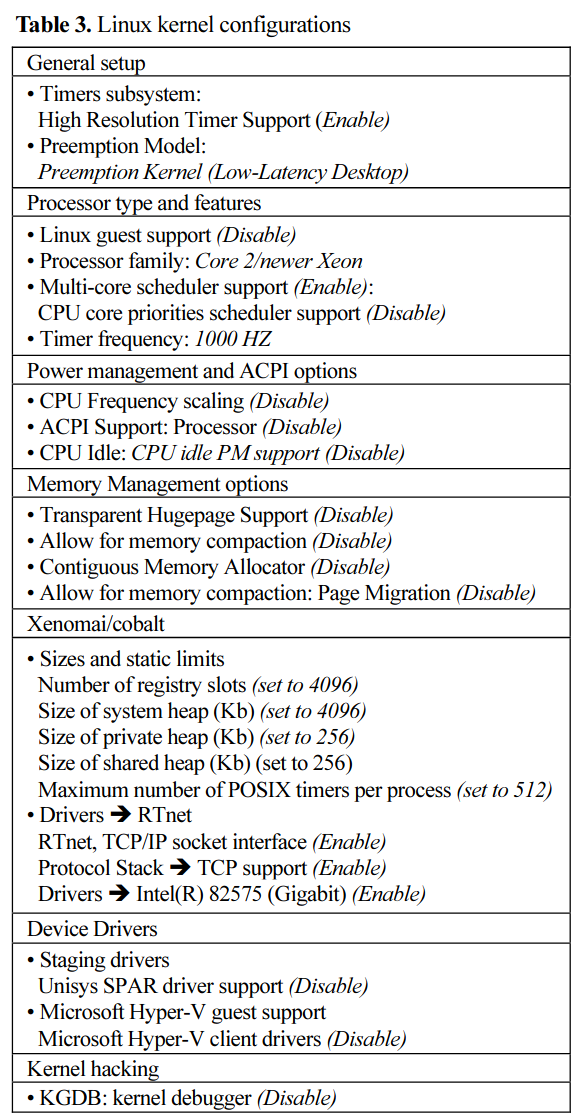 Table 3. Linux kernel configurations
General setup
• Timers subsystem:
High Resolution Timer Support (Enable)
• Preemption Model:
Preemption Kernel (Low-Latency Desktop)
Processor type and features
• Linux guest support (Disable)
• Processor family: Core 2/newer Xeon
• Multi-core scheduler support (Enable):
CPU core priorities scheduler support (Disable)
• Timer frequency: 1000 HZ
Power management and ACPI options
• CPU Frequency scaling (Disable)
• ACPI Support: Processor (Disable)
• CPU Idle: CPU idle PM support (Disable)
Memory Management options
• Transparent Hugepage Support (Disable)
• Allow for memory compaction (Disable)
• Contiguous Memory Allocator (Disable)
• Allow for memory compaction: Page Migration (Disable)
Xenomai/cobalt
• Sizes and static limits
Number of registry slots (set to 4096)
Size of system heap (Kb) (set to 4096)
Size of private heap (Kb) (set to 256)
Size of shared heap (Kb) (set to 256)
Maximum number of POSIX timers per process (set to 512)
• Drivers ➔ RTnet
RTnet, TCP/IP socket interface (Enable)
Protocol Stack ➔ TCP support (Enable)
Drivers ➔ Intel(R) 82575 (Gigabit) (Enable)
Device Drivers
• Staging drivers
Unisys SPAR driver support (Disable)
• Microsoft Hyper-V guest support
Microsoft Hyper-V client drivers (Disable)
Kernel hacking
• KGDB: kernel debugger (Disable)